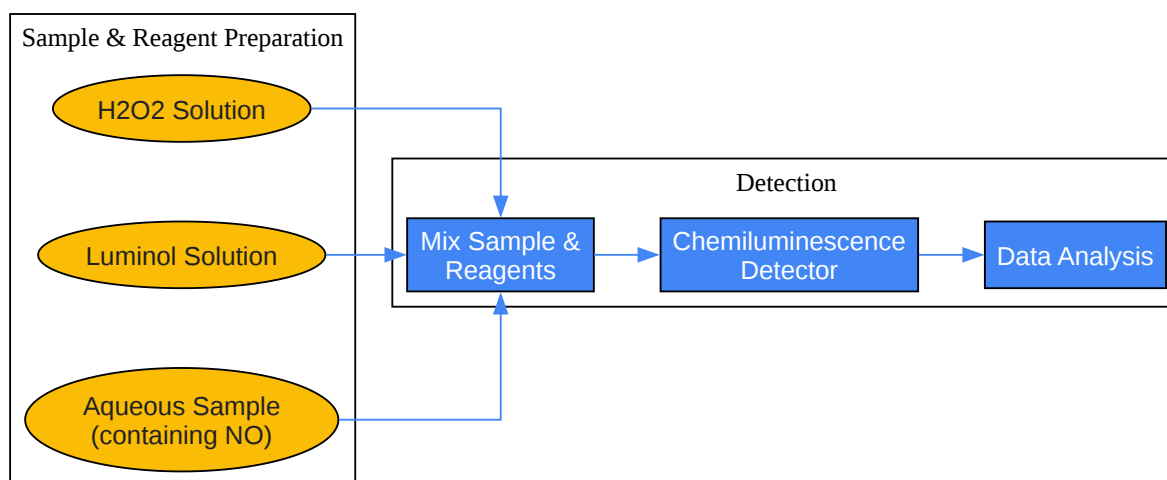 Sample & Reagent Preparation
H2O2 Solution
Luminol Solution
Aqueous Sample
(containing NO)
Detection
Mix Sample &
Reagents
Chemiluminescence
Detector
Data Analysis